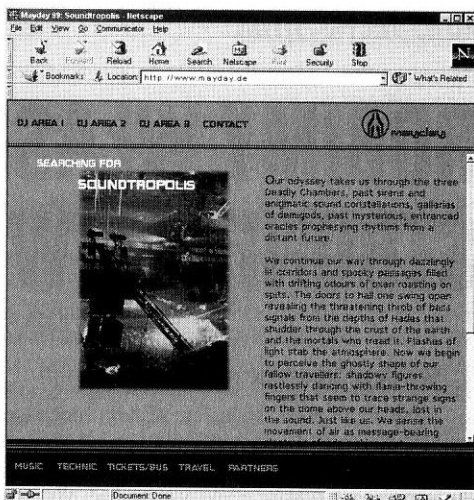 Mayday 99: Soundtropolis - Netscape
File Edit View Go Communicator Help
Back Forward Reload Home Search Netscape Print Security Stop
Bookmarks Location: http://www.mayday.de What's Related
DJ AREA 1 DJ AREA 2 DJ AREA 3 CONTACT
mayday
SEARCHING FOR
SOUNDTROPOLIS
Our odyssey takes us through the three
Deadly Chambers, past sirens and
enigmatic sound constellations, galleries
of demigods, past mysterious, entranced
oracles prophesying rhythms from a
distant future.
We continue our way through dazzlingly
lit corridors and spooky passages filled
with drifting odours of oxen roasting on
spits. The doors to hall one swing open
revealing the threatening throb of bass
signals from the depths of Hades that
shudder through the crust of the earth
and the mortals who tread it. Flashes of
light stab the atmosphere. Now we begin
to perceive the ghostly shape of our
fellow travellers: shadowy figures
restlessly dancing with flame-throwing
fingers that seem to trace strange signs
on the dome above our heads, lost in
the sound. Just like us. We sense the
movement of air as message-bearing
MUSIC TECHNIC TICKETS/BUS TRAVEL PARTNERS
Document: Done